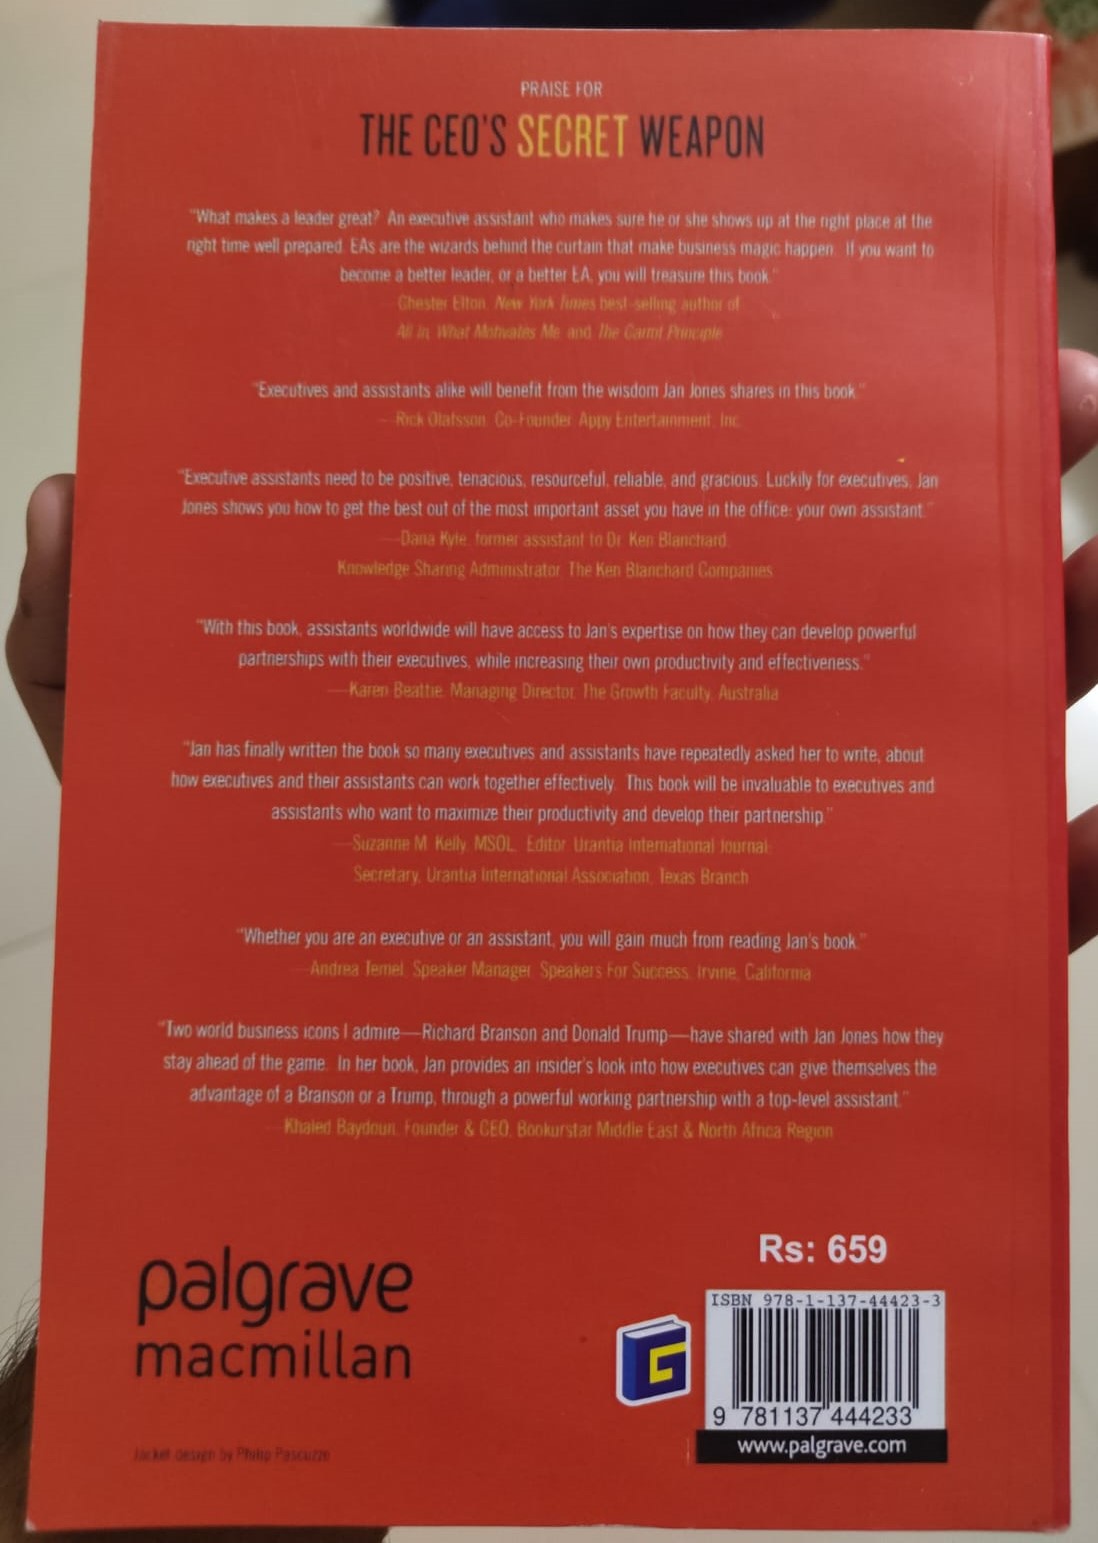 PRAISE FOR
THE CEO'S SECRET WEAPON
"What makes a leader great? An executive assistant who makes sure he or she shows up at the right place at the
right time well prepared. EAs are the wizards behind the curtain that make business magic happen. If you want to
become a better leader, or a better EA, you will treasure this book."
—Chester Elton, New York Times best-selling author of
All In, What Motivates Me, and The Carrot Principle
"Executives and assistants alike will benefit from the wisdom Jan Jones shares in this book."
—Rick Olafsson, Co-Founder, Appy Entertainment, Inc.
"Executive assistants need to be positive, tenacious, resourceful, reliable, and gracious. Luckily for executives, Jan
Jones shows you how to get the best out of the most important asset you have in the office: your own assistant."
—Dana Kyle, former assistant to Dr. Ken Blanchard,
Knowledge Sharing Administrator, The Ken Blanchard Companies
"With this book, assistants worldwide will have access to Jan's expertise on how they can develop powerful
partnerships with their executives, while increasing their own productivity and effectiveness."
—Karen Beattie, Managing Director, The Growth Faculty, Australia
"Jan has finally written the book so many executives and assistants have repeatedly asked her to write, about
how executives and their assistants can work together effectively. This book will be invaluable to executives and
assistants who want to maximize their productivity and develop their partnership."
—Suzanne M. Kelly, MSOL, Editor, Urantia International Journal;
Secretary, Urantia International Association, Texas Branch
"Whether you are an executive or an assistant, you will gain much from reading Jan's book."
—Andrea Temel, Speaker Manager, Speakers For Success, Irvine, California
"Two world business icons I admire—Richard Branson and Donald Trump—have shared with Jan Jones how they
stay ahead of the game. In her book, Jan provides an insider's look into how executives can give themselves the
advantage of a Branson or a Trump, through a powerful working partnership with a top-level assistant."
—Khaled Baydoun, Founder & CEO, Bookurstar Middle East & North Africa Region
palgrave
macmillan
Jacket design by Philip Pascuzzo
Rs: 659
ISBN 978-1-137-44423-3
G
9 781137 444233
www.palgrave.com